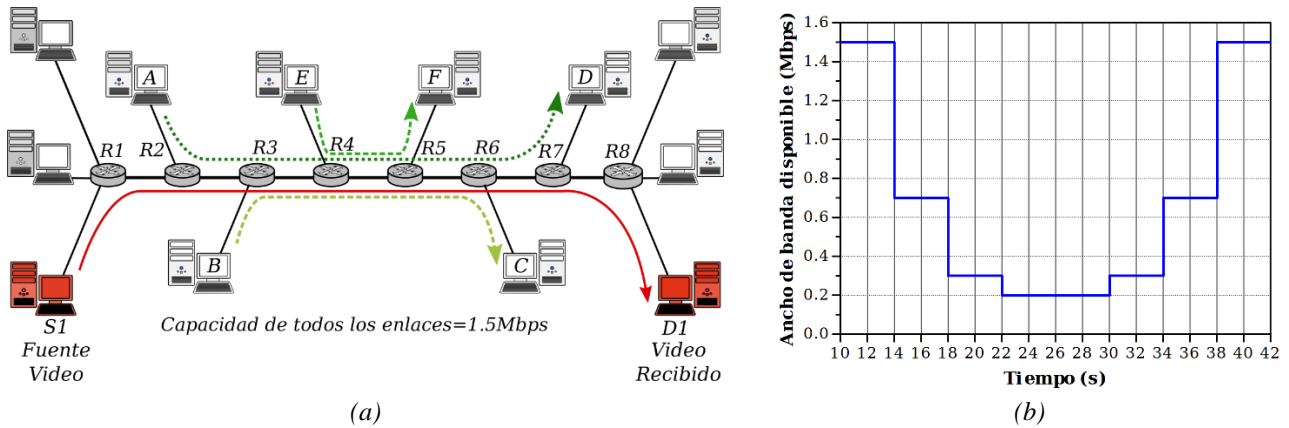 A
E
F
D
R1
R2
R3
R4
R5
R6
R7
R8
B
C
S1
Fuente
Video
Capacidad de todos los enlaces=1.5Mbps
D1
Video
Recibido
(a)
Ancho de banda disponible (Mbps)
1.6
1.4
1.2
1.0
0.8
0.6
0.4
0.2
0.0
10 12 14 16 18 20 22 24 26 28 30 32 34 36 38 40 42
Tiempo (s)
(b)